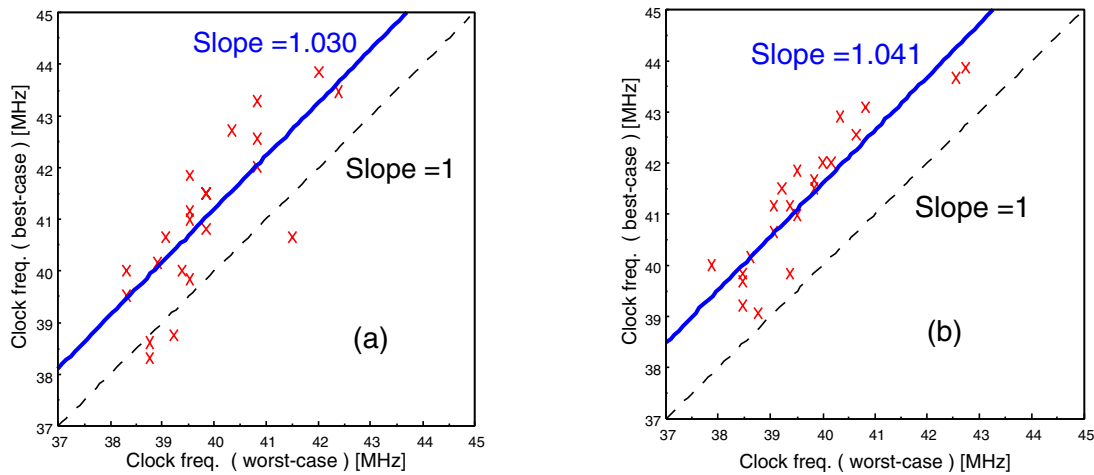 45
44
43
42
41
40
39
38
37
Clock freq. ( best-case ) [MHz]
Slope =1.030
Slope =1
(a)
37 38 39 40 41 42 43 44 45
Clock freq. ( worst-case ) [MHz]
45
44
43
42
41
40
39
38
37
Clock freq. ( best-case ) [MHz]
Slope =1.041
Slope =1
(b)
37 38 39 40 41 42 43 44 45
Clock freq. ( worst-case ) [MHz]